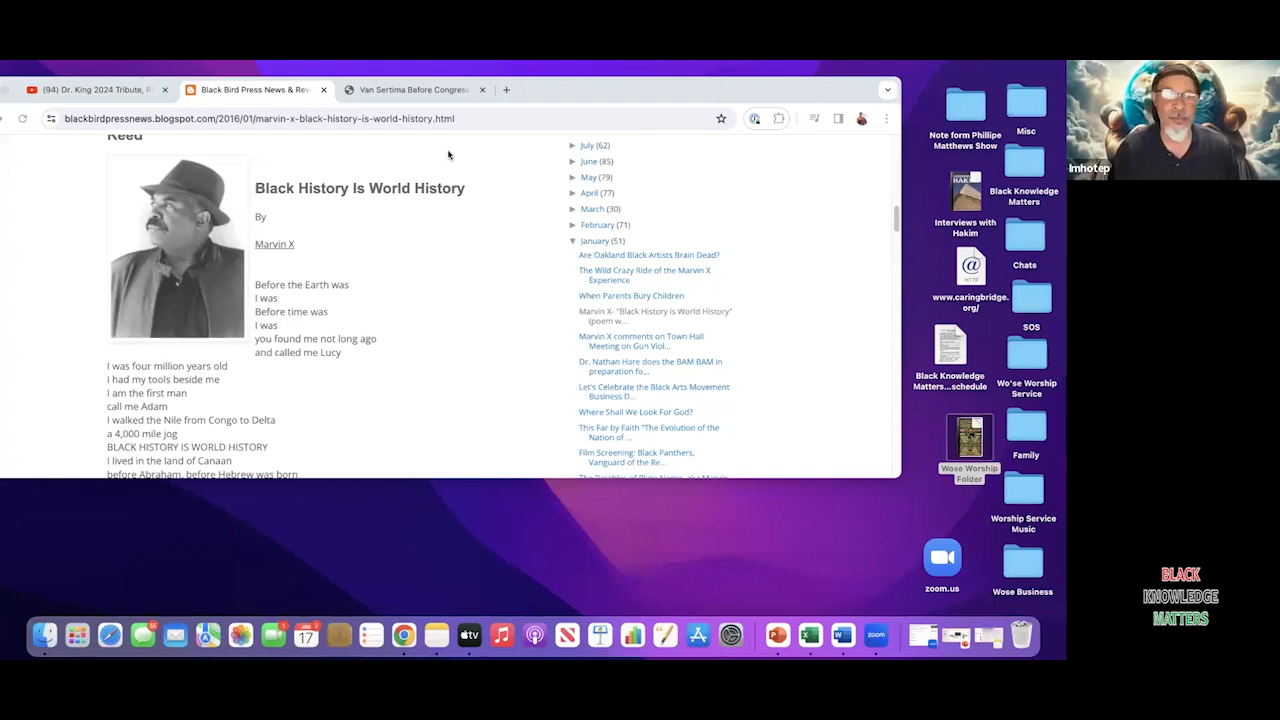 (94) Dr. King 2024 Tribute, R
Black Bird Press News & Rev
Van Sertima Before Congres
blackbirdpressnews.blogspot.com/2016/01/marvin-x-black-history-is-world-history.html
Reed
Black History Is World History
By
Marvin X
Before the Earth was
I was
Before time was
I was
you found me not long ago
and called me Lucy
I was four million years old
I had my tools beside me
I am the first man
call me Adam
I walked the Nile from Congo to Delta
a 4,000 mile jog
BLACK HISTORY IS WORLD HISTORY
I lived in the land of Canaan
before Abraham, before Hebrew was born
July (62)
June (85)
May (79)
April (77)
March (30)
February (71)
January (51)
Are Oakland Black Artists Brain Dead?
The Wild Crazy Ride of the Marvin X
Experience
When Parents Bury Children
Marvin X- "Black History is World History"
(poem w...
Marvin X comments on Town Hall
Meeting on Gun Viol...
Dr. Nathan Hare does the BAM BAM in
preparation fo...
Let's Celebrate the Black Arts Movement
Business D...
Where Shall We Look For God?
This Far by Faith "The Evolution of the
Nation of ...
Film Screening: Black Panthers,
Vanguard of the Re...
Note form Phillipe
Matthews Show
Misc
Interviews with
Hakim
Black Knowledge
Matters
HTTP
www.caringbridge.
org/
Chats
SOS
Black Knowledge
Matters...schedule
Wo'se Worship
Service
Wose Worship
Folder
Family
Worship Service
Music
zoom.us
Wose Business
JAN
17
tv
zoom
Imhotep
BLACK
KNOWLEDGE
MATTERS